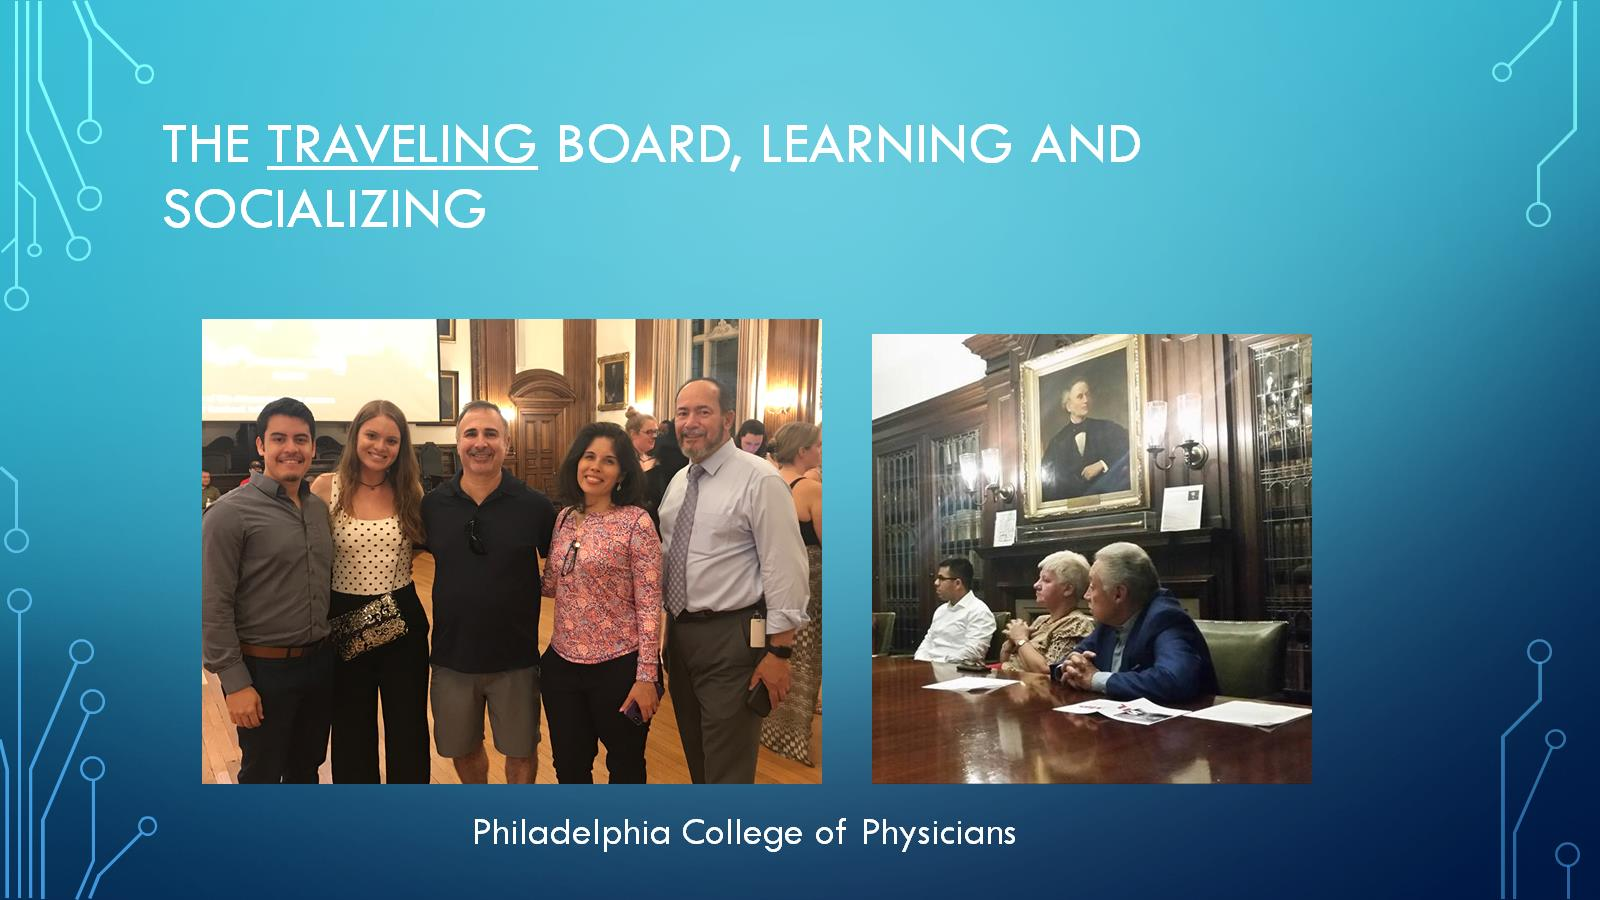 THE TRAVELING BOARD, LEARNING AND
SOCIALIZING
Philadelphia College of Physicians